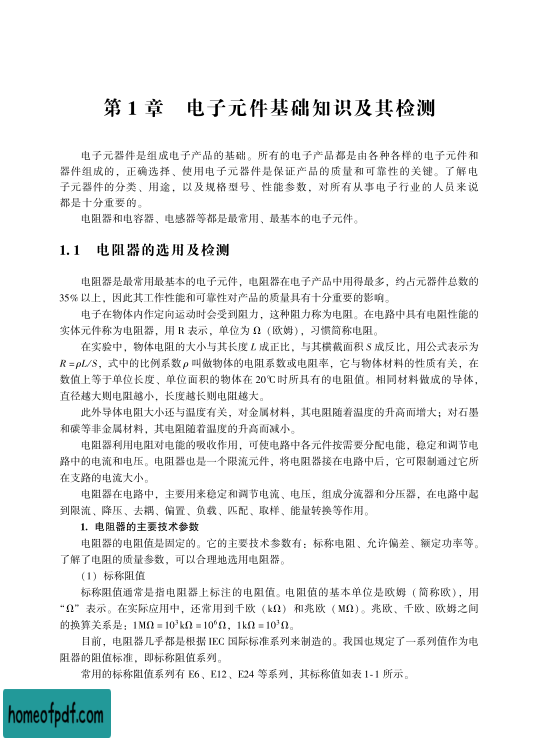 第 1 章　电子元件基础知识及其检测
电子元器件是组成电子产品的基础。所有的电子产品都是由各种各样的电子元件和
器件组成的，正确选择、使用电子元器件是保证产品的质量和可靠性的关键。了解电
子元器件的分类、用途，以及规格型号、性能参数，对所有从事电子行业的人员来说
都是十分重要的。
电阻器和电容器、电感器等都是最常用、最基本的电子元件。
1. 1　电阻器的选用及检测
电阻器是最常用最基本的电子元件，电阻器在电子产品中用得最多，约占元器件总数的
35% 以上，因此其工作性能和可靠性对产品的质量具有十分重要的影响。
电子在物体内作定向运动时会受到阻力，这种阻力称为电阻。在电路中具有电阻性能的
实体元件称为电阻器，用 R 表示，单位为 Ω（欧姆），习惯简称电阻。
在实验中，物体电阻的大小与其长度 L 成正比，与其横截面积 S 成反比，用公式表示为
R = ρL/S，式中的比例系数 ρ 叫做物体的电阻系数或电阻率，它与物体材料的性质有关，在
数值上等于单位长度、单位面积的物体在 20℃时所具有的电阻值。相同材料做成的导体，
直径越大则电阻越小，长度越长则电阻越大。
此外导体电阻大小还与温度有关，对金属材料，其电阻随着温度的升高而增大；对石墨
和碳等非金属材料，其电阻随着温度的升高而减小。
电阻器利用电阻对电能的吸收作用，可使电路中各元件按需要分配电能，稳定和调节电
路中的电流和电压。电阻器也是一个限流元件，将电阻器接在电路中后，它可限制通过它所
在支路的电流大小。
电阻器在电路中，主要用来稳定和调节电流、电压，组成分流器和分压器，在电路中起
到限流、降压、去耦、偏置、负载、匹配、取样、能量转换等作用。
1. 电阻器的主要技术参数
电阻器的电阻值是固定的。它的主要技术参数有：标称电阻、允许偏差、额定功率等。
了解了电阻的质量参数，可以合理地选用电阻器。
（1）标称阻值
标称阻值通常是指电阻器上标注的电阻值。电阻值的基本单位是欧姆（简称欧），用
“Ω” 表示。在实际应用中，还常用到千欧（kΩ）和兆欧（MΩ）。兆欧、千欧、欧姆之间
的换算关系是：1MΩ = 10³kΩ = 10⁶Ω，1kΩ = 10³Ω。
目前，电阻器几乎都是根据 IEC 国际标准系列来制造的。我国也规定了一系列值作为电
阻器的阻值标准，即标称阻值系列。
常用的标称阻值系列有 E6、E12、E24 等系列，其标称值如表 1-1 所示。
homeofpdf.com